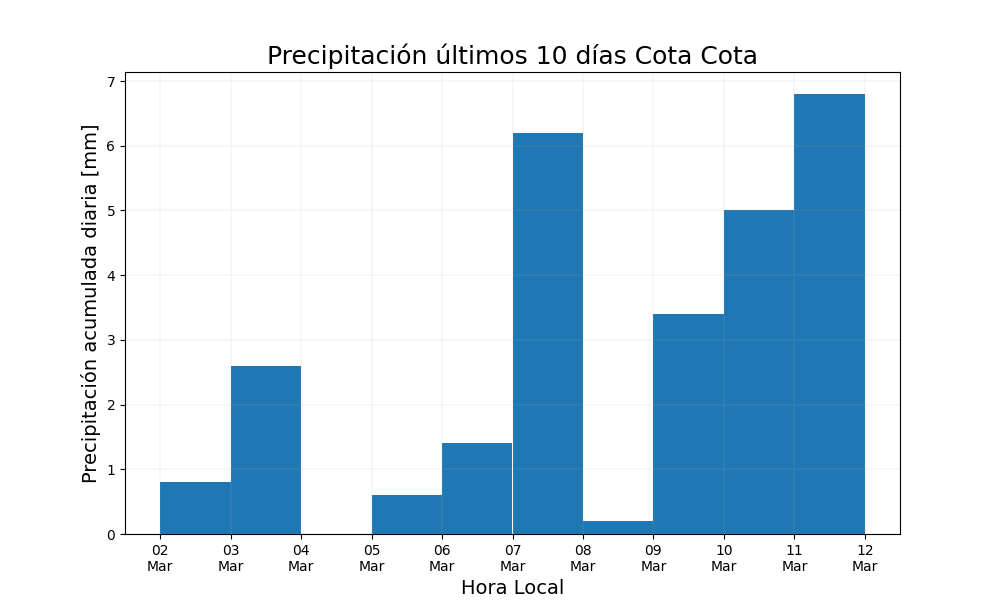 Precipitación últimos 10 días Cota Cota
Precipitación acumulada diaria [mm]
7
6
5
4
3
2
1
0
02 03 04 05 06 07 08 09 10 11 12
Mar Mar Mar Mar Mar Mar Mar Mar Mar Mar Mar
Hora Local